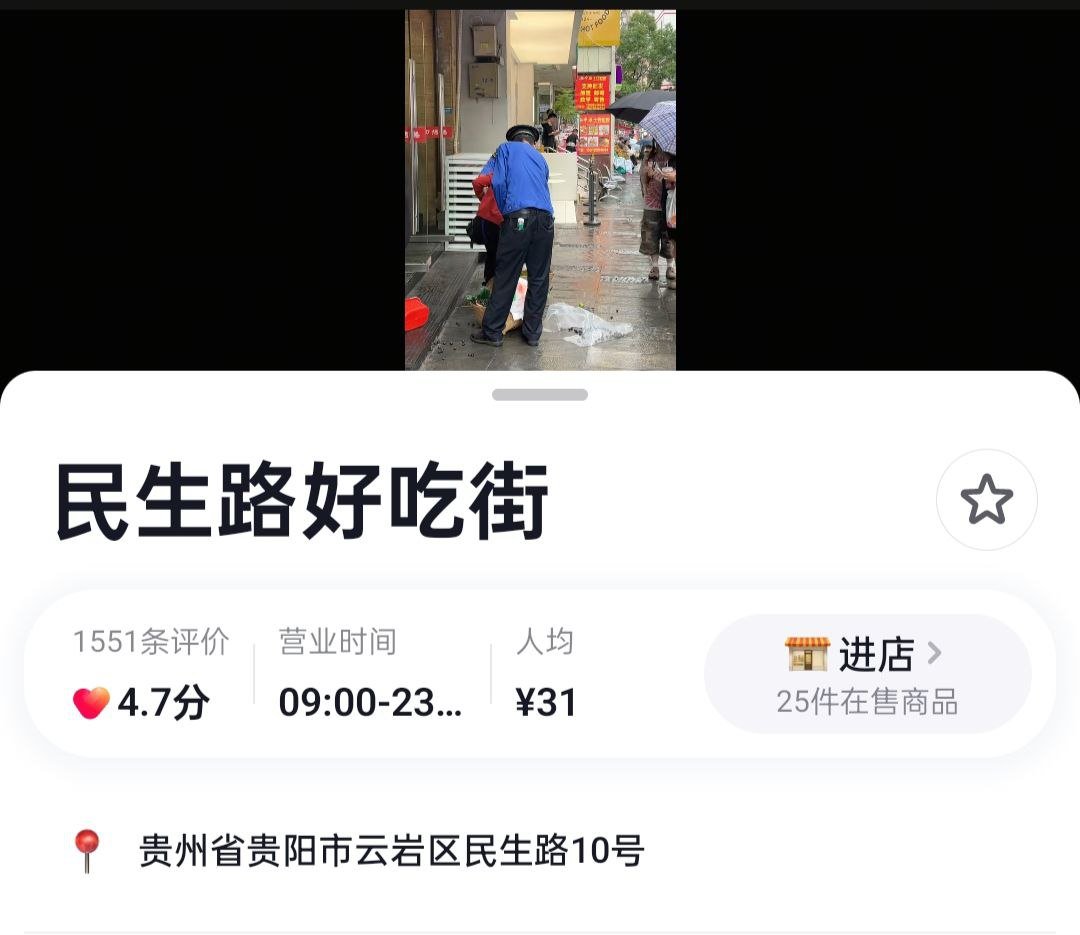 民生路好吃街
1551条评价
4.7分
营业时间
09:00-23...
人均
¥31
进店
25件在售商品
贵州省贵阳市云岩区民生路10号